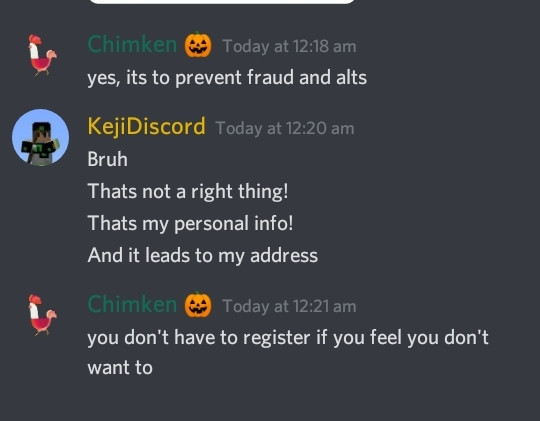 Chimken 🎃 Today at 12:18 am
yes, its to prevent fraud and alts
KejiDiscord Today at 12:20 am
Bruh
Thats not a right thing!
Thats my personal info!
And it leads to my address
Chimken 🎃 Today at 12:21 am
you don't have to register if you feel you don't
want to